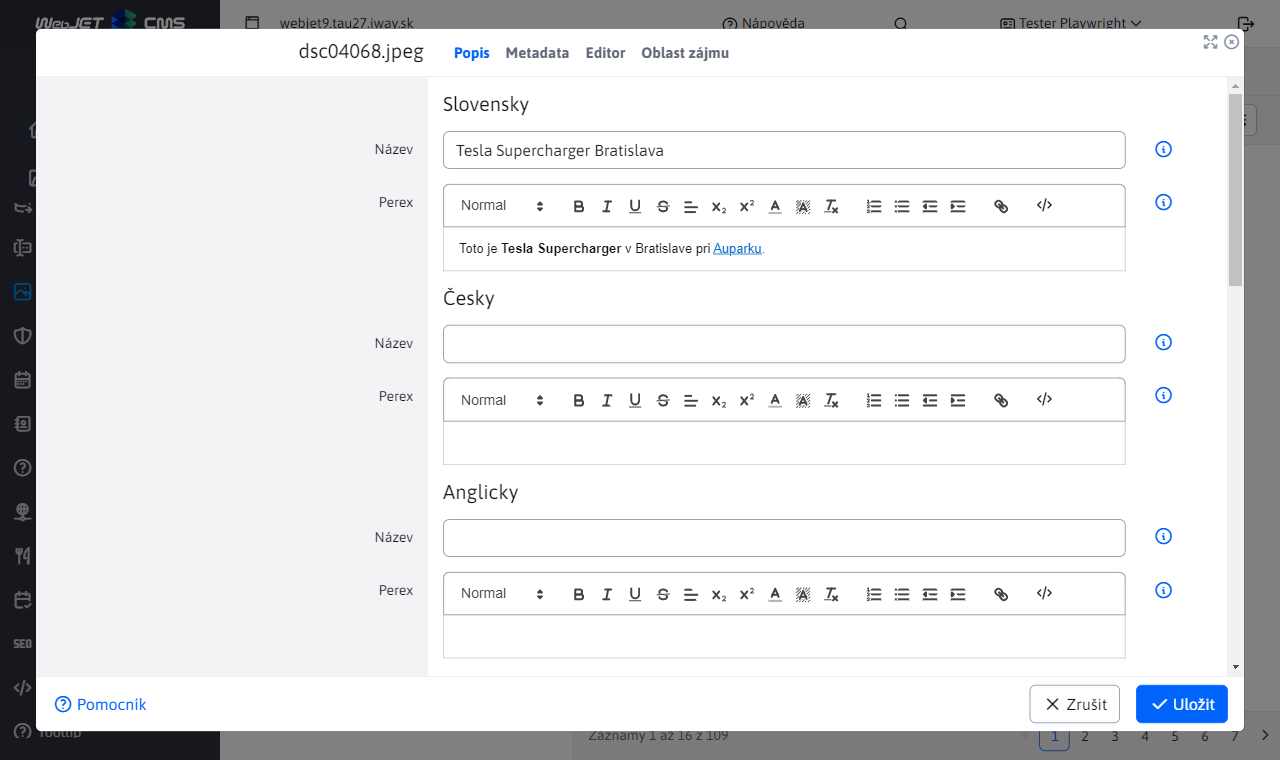 WebJET CMS
webjet9.tau27.iway.sk
Nápověda
Tester Playwright
dsc04068.jpeg
Popis
Metadata
Editor
Oblast zájmu
Slovensky
Název
Tesla Supercharger Bratislava
Perex
Normal
Toto je Tesla Supercharger v Bratislave pri Auparku.
Česky
Název
Perex
Normal
Anglicky
Název
Perex
Normal
SEO
Pomocník
Zrušit
Uložit
Tooltip
Záznamy 1 až 16 z 109
1 2 3 4 5 6 7